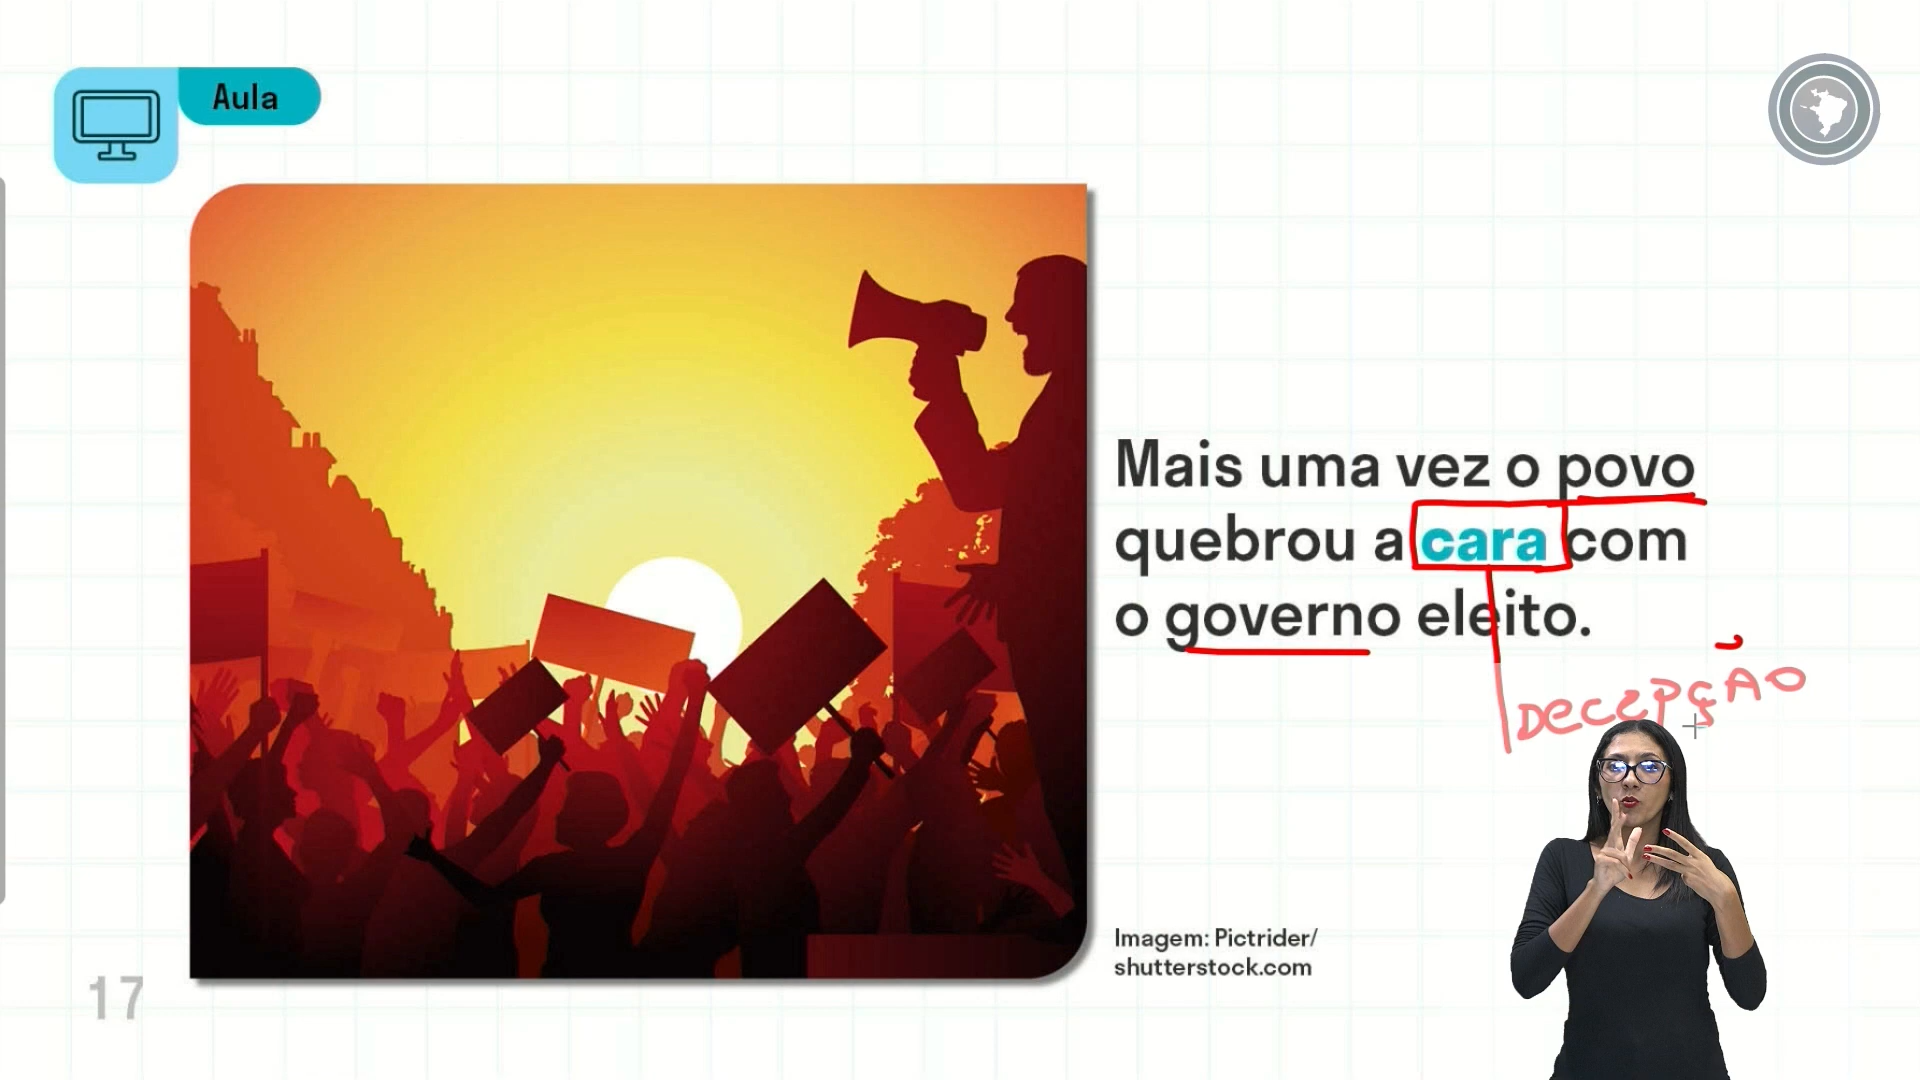 Aula
Mais uma vez o povo
quebrou a cara com
o governo eleito.
DECEPÇÃO
Imagem: Pictrider/
shutterstock.com
17